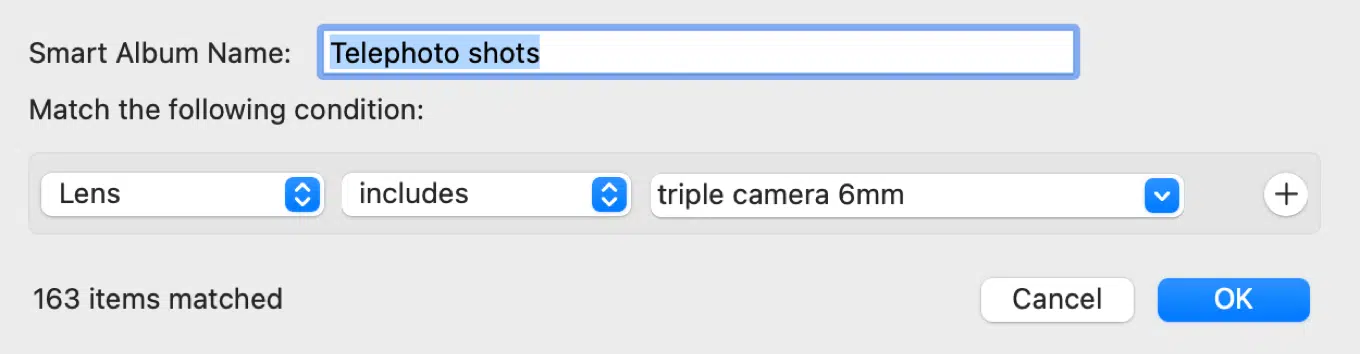 Smart Album Name: Telephoto shots
Match the following condition:
Lens includes triple camera 6mm +
163 items matched Cancel OK